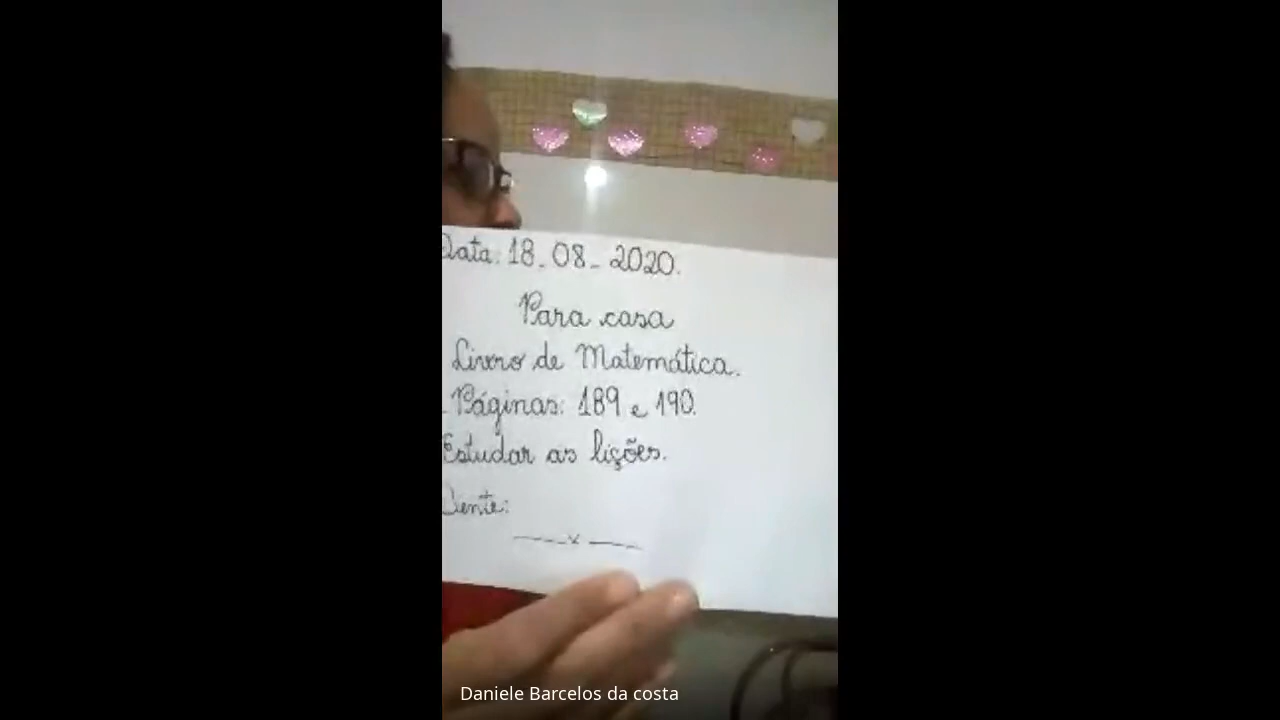 Data: 18-08-2020.
Para casa
Livro de Matemática.
Páginas: 189 e 190.
Estudar as lições.
Ciente:
Daniele Barcelos da costa